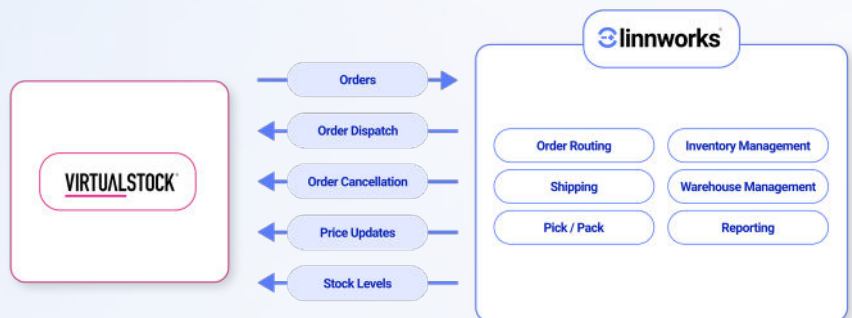 linnworks
VIRTUALSTOCK
Orders
Order Dispatch
Order Cancellation
Price Updates
Stock Levels
Order Routing
Inventory Management
Shipping
Warehouse Management
Pick / Pack
Reporting